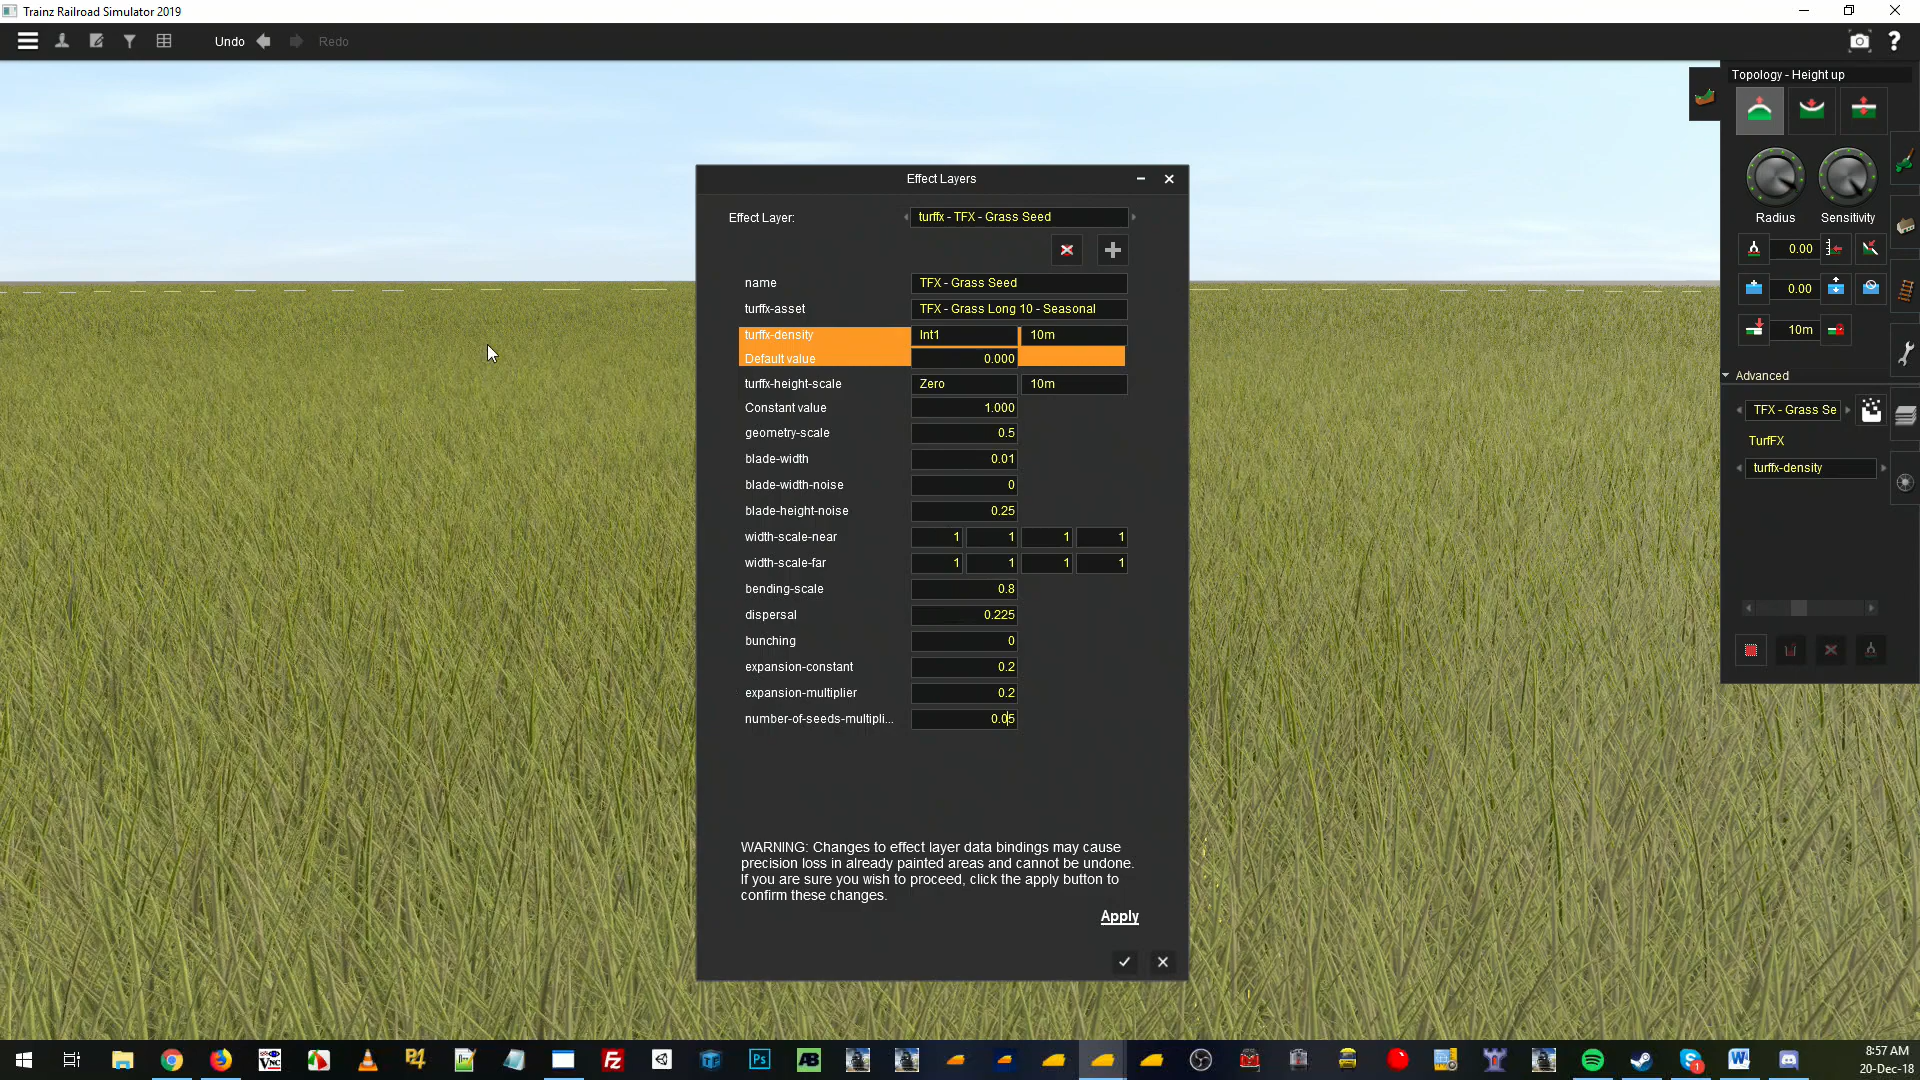 Trainz Railroad Simulator 2019
Undo
Redo
Topology - Height up
Radius
Sensitivity
0.00
0.00
10m
Advanced
TFX - Grass Se
TurfFX
turffx-density
Effect Layers
Effect Layer:
turffx - TFX - Grass Seed
name
TFX - Grass Seed
turffx-asset
TFX - Grass Long 10 - Seasonal
turffx-density
Int1
10m
Default value
0.000
turffx-height-scale
Zero
10m
Constant value
1.000
geometry-scale
0.5
blade-width
0.01
blade-width-noise
0
blade-height-noise
0.25
width-scale-near
1
1
1
1
width-scale-far
1
1
1
1
bending-scale
0.8
dispersal
0.225
bunching
0
expansion-constant
0.2
expansion-multiplier
0.2
number-of-seeds-multipli...
0.05
WARNING: Changes to effect layer data bindings may cause
precision loss in already painted areas and cannot be undone.
If you are sure you wish to proceed, click the apply button to
confirm these changes.
Apply
8:57 AM
20-Dec-18